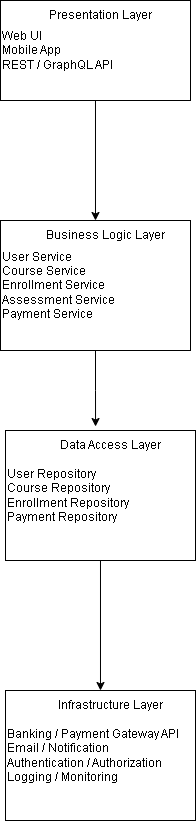 Presentation Layer
Web UI
Mobile App
REST / GraphQL API
Business Logic Layer
User Service
Course Service
Enrollment Service
Assessment Service
Payment Service
Data Access Layer
User Repository
Course Repository
Enrollment Repository
Payment Repository
Infrastructure Layer
Banking / Payment Gateway API
Email / Notification
Authentication / Authorization
Logging / Monitoring